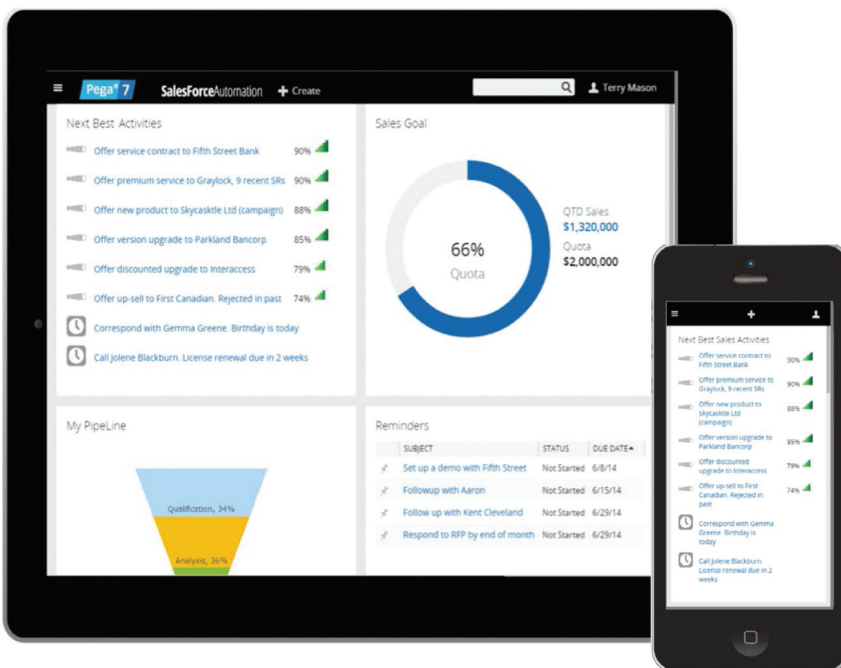 Pega® 7 SalesForceAutomation + Create Terry Mason
Next Best Activities
Offer service contract to Fifth Street Bank 90%
Offer premium service to Graylock, 9 recent SRs 90%
Offer new product to Skycasktle Ltd (campaign) 88%
Offer version upgrade to Parkland Bancorp 85%
Offer discounted upgrade to Interaccess 79%
Offer up-sell to First Canadian. Rejected in past 74%
Correspond with Gemma Greene. Birthday is today
Call Jolene Blackburn. License renewal due in 2 weeks
Sales Goal
66%
Quota
QTD Sales
$1,320,000
Quota
$2,000,000
My PipeLine
Qualification, 34%
Analysis, 36%
Reminders
SUBJECT STATUS DUE DATE
Set up a demo with Fifth Street Not Started 6/8/14
Followup with Aaron Not Started 6/15/14
Follow up with Kent Cleveland Not Started 6/29/14
Respond to RFP by end of month Not Started 6/29/14
+
Next Best Sales Activities
Offer service contract to
Fifth Street Bank 90%
Offer premium service to
Graylock, 9 recent SRs 90%
Offer new product to
Skycasktle Ltd 88%
(campaign)
Offer version upgrade to
Parkland Bancorp 85%
Offer discounted
upgrade to Interaccess 79%
Offer up-sell to First
Canadian. Rejected in 74%
past
Correspond with Gemma
Greene. Birthday is
today
Call Jolene Blackburn.
License renewal due in 2
weeks